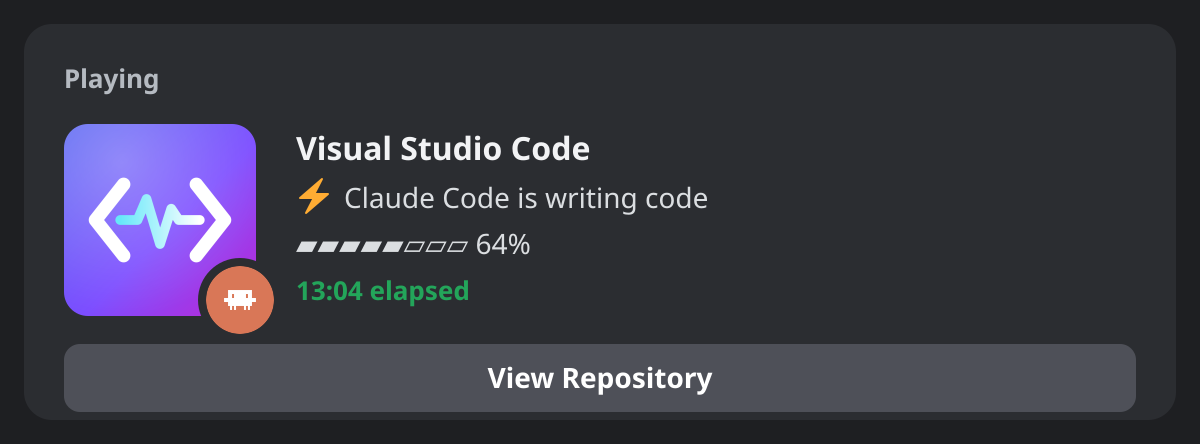 Playing
Visual Studio Code
⚡ Claude Code is writing code
▰▰▰▰▰▱▱▱ 64%
13:04 elapsed
View Repository